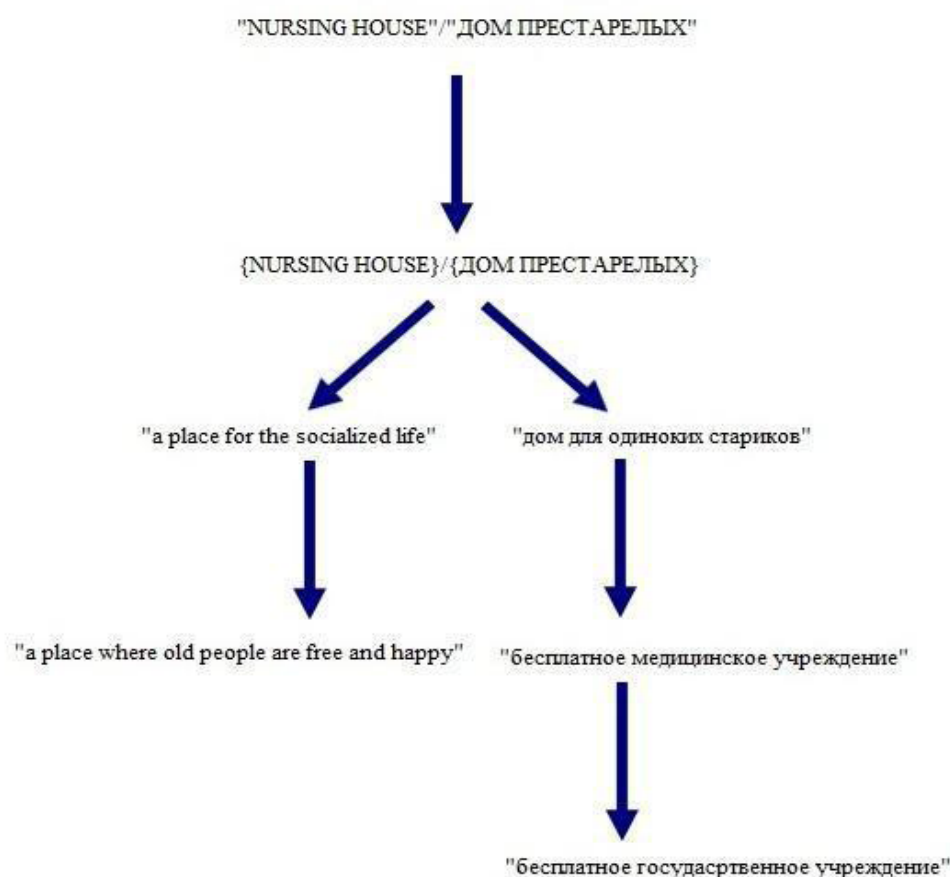 "NURSING HOUSE"/"ДОМ ПРЕСТАРЕЛЫХ"
{NURSING HOUSE}/{ДОМ ПРЕСТАРЕЛЫХ}
"a place for the socialized life"
"дом для одиноких стариков"
"a place where old people are free and happy"
"бесплатное медицинское учреждение"
"бесплатное государственное учреждение"